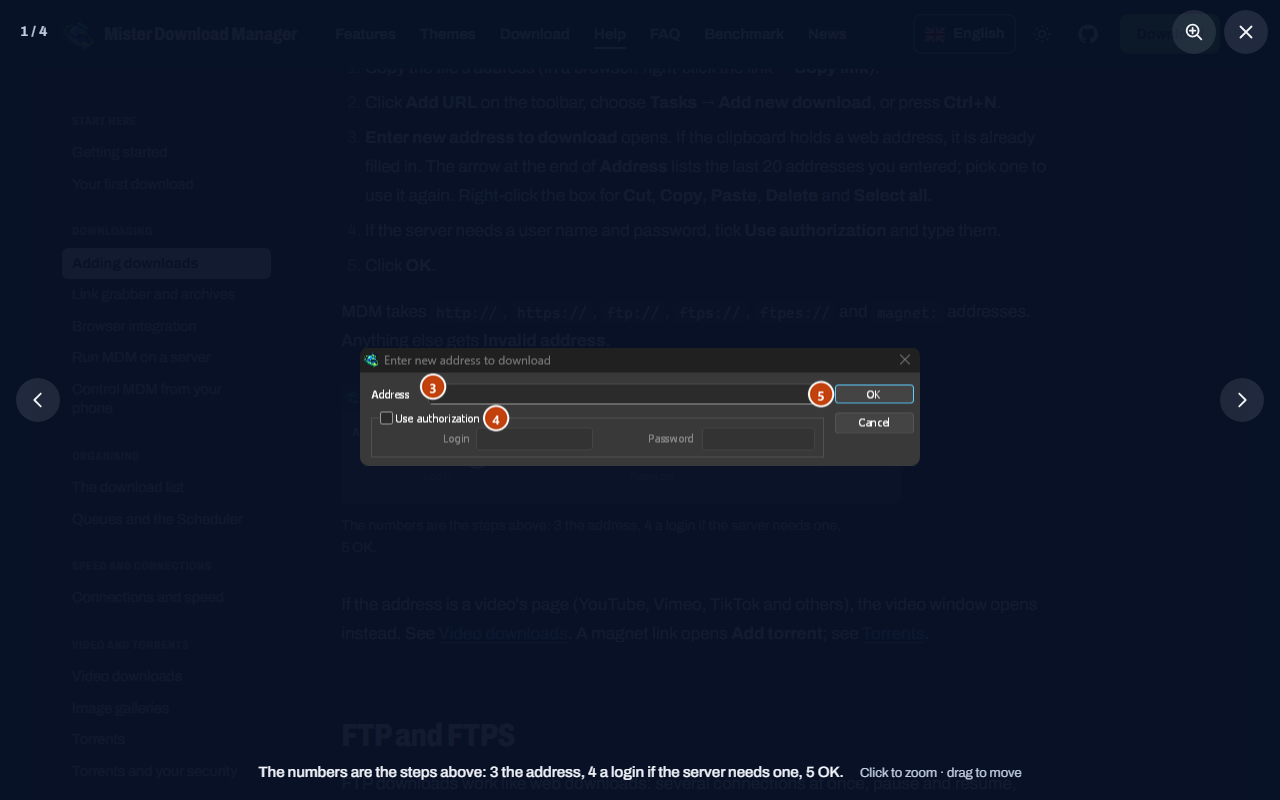 1 / 4
Mister Download Manager
Features
Themes
Download
Help
FAQ
Benchmark
News
English
START HERE
Getting started
Your first download
DOWNLOADING
Adding downloads
Link grabber and archives
Browser integration
Run MDM on a server
Control MDM from your
phone
ORGANISING
The download list
Queues and the Scheduler
SPEED AND CONNECTIONS
Connections and speed
VIDEO AND TORRENTS
Video downloads
Image galleries
Torrents
Torrents and your security
2. Click Add URL on the toolbar, choose Tasks → Add new download, or press Ctrl+N.
3. Enter new address to download opens. If the clipboard holds a web address, it is already
filled in. The arrow at the end of Address lists the last 20 addresses you entered; pick one to
use it again. Right-click the box for Cut, Copy, Paste, Delete and Select all.
4. If the server needs a user name and password, tick Use authorization and type them.
5. Click OK.
MDM takes http://, https://, ftp://, ftps://, ftpes:// and magnet: addresses.
Anything else gets Invalid address.
Enter new address to download
Address
3
5
OK
Use authorization
4
Cancel
Login
Password
The numbers are the steps above: 3 the address, 4 a login if the server needs one,
5 OK.
If the address is a video's page (YouTube, Vimeo, TikTok and others), the video window opens
instead. See Video downloads. A magnet link opens Add torrent; see Torrents.
FTP and FTPS
The numbers are the steps above: 3 the address, 4 a login if the server needs one, 5 OK.
Click to zoom · drag to move
FTP downloads work like web downloads: several connections at once, pause and resume,